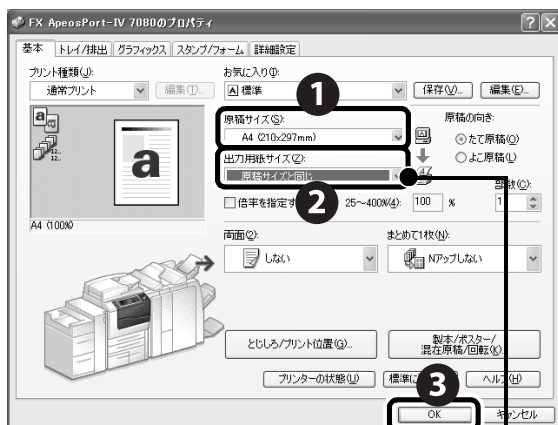 FX ApeosPort-IV 7080のプロパティ
基本 トレイ/排出 グラフィックス スタンプ/フォーム 詳細設定
プリント種類(J):
通常プリント 編集(T)...
お気に入り(I):
A 標準 保存(V)... 編集(E)...
1
原稿サイズ(S):
A4 (210x297mm)
原稿の向き:
たて原稿(O)
よこ原稿(L)
出力用紙サイズ(Z):
原稿サイズと同じ
2
倍率を指定す 25~400%(4): 100 %
部数(C):
1
a
12..
12..
a
A4 (100%)
両面(2):
しない
まとめて1枚(N):
Nアップしない
とじしろ/プリント位置(G)...
製本/ポスター/
混在原稿/回転(K)...
プリンターの状態(U) 標準に ヘルプ(H)
3
OK キャンセル